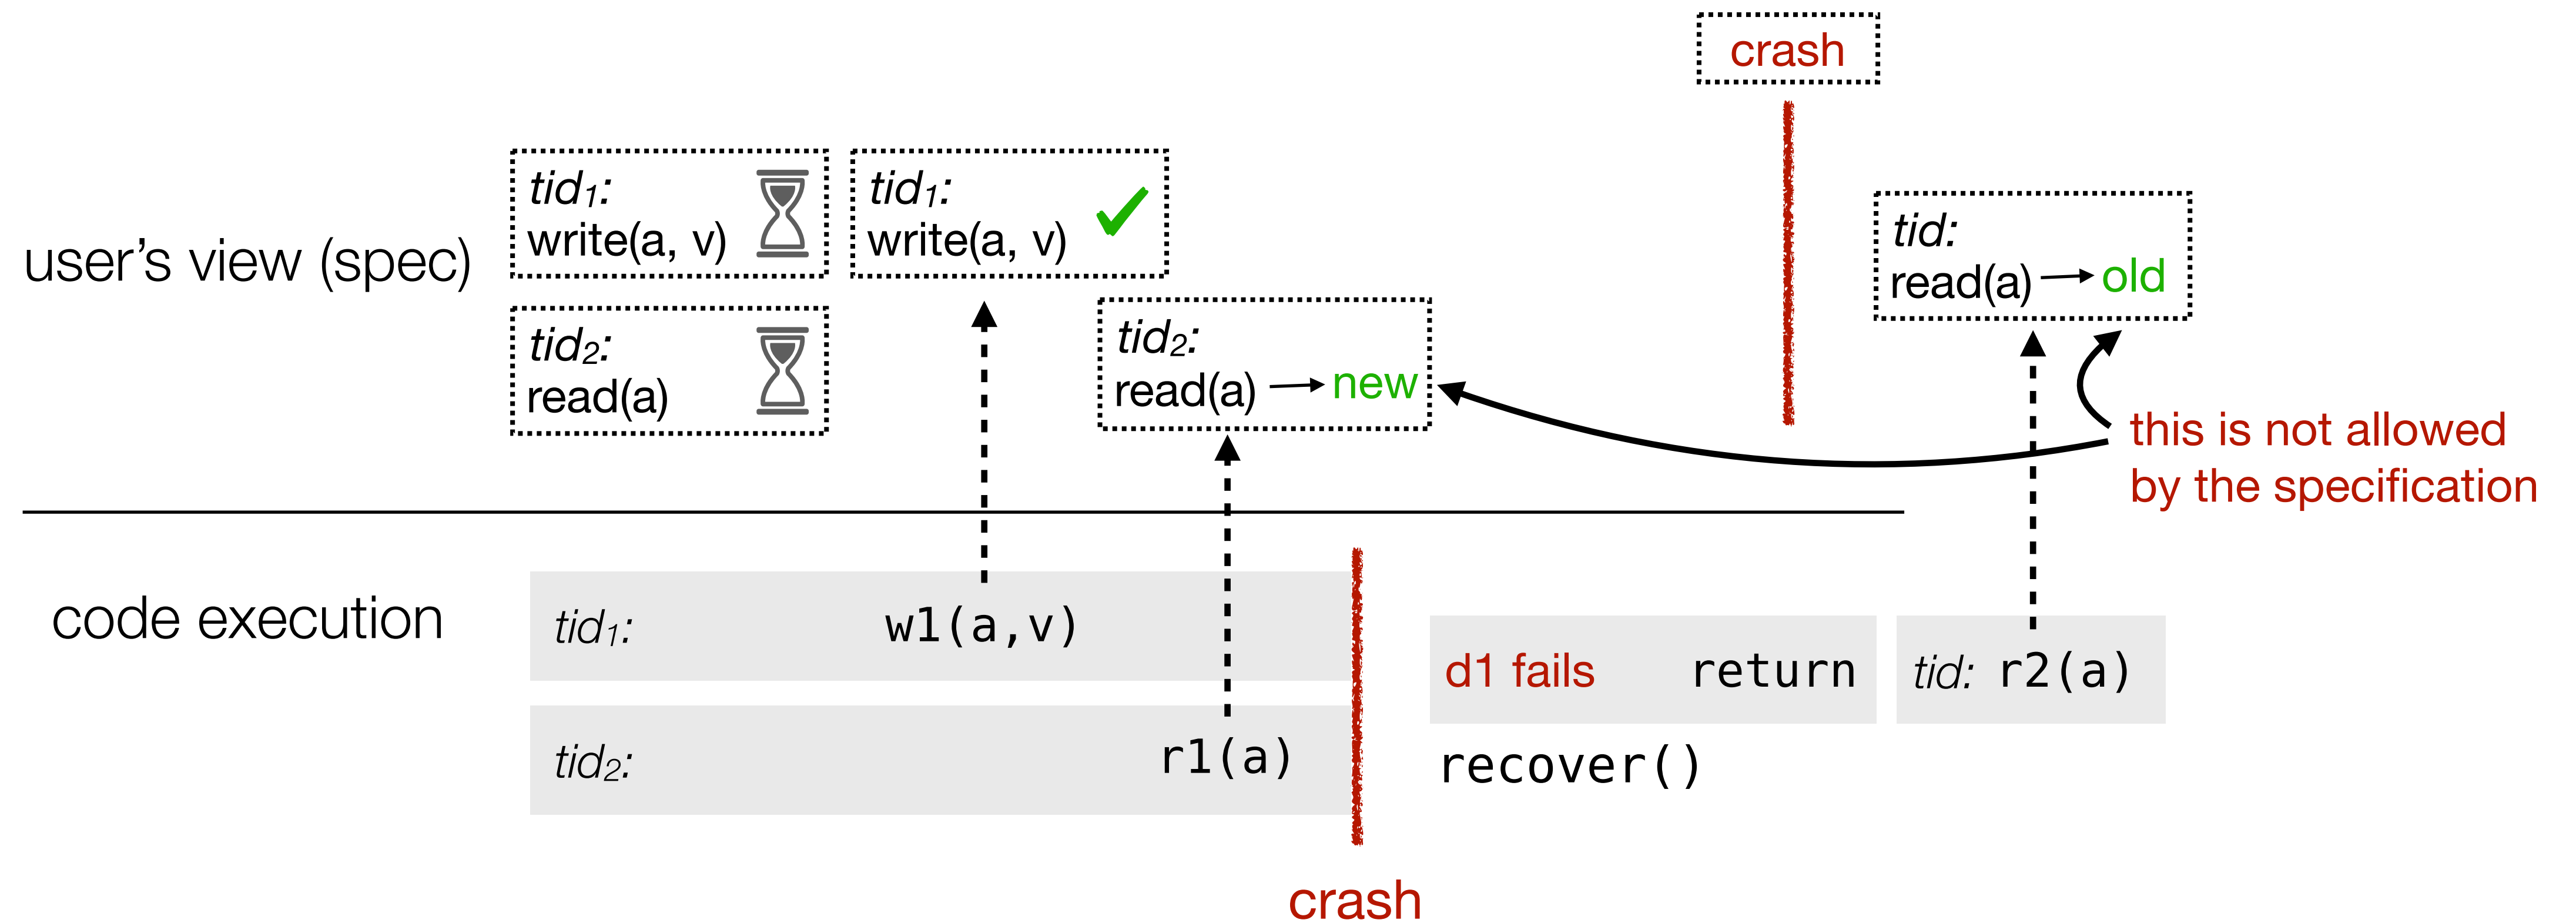 crash
user’s view (spec)
tid₁:
write(a, v)
tid₁:
write(a, v)
tid₂:
read(a)
tid₂:
read(a) → new
tid:
read(a) → old
this is not allowed
by the specification
code execution
tid₁: w1(a,v)
tid₂: r1(a)
crash
d1 fails return
recover()
tid: r2(a)